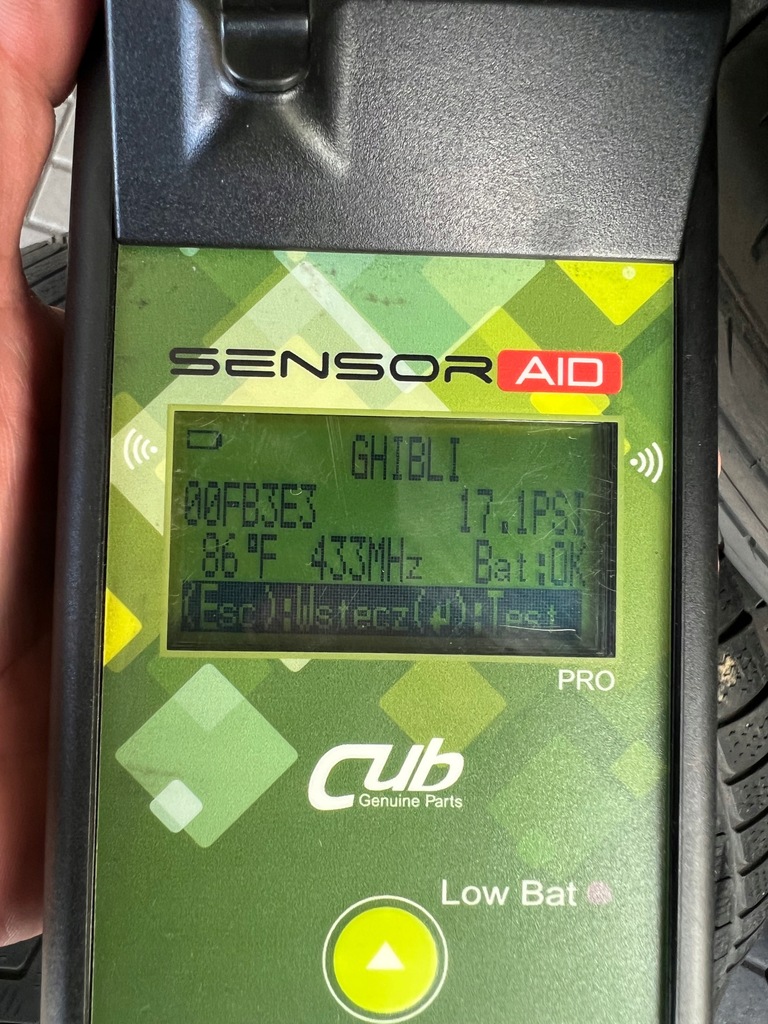 SENSOR AID
GHIBLI
00FB3E3 17.1PSI
86°F 433MHz Bat:OK
(Esc):Wstecz(↲):Test
PRO
Cub
Genuine Parts
Low Bat